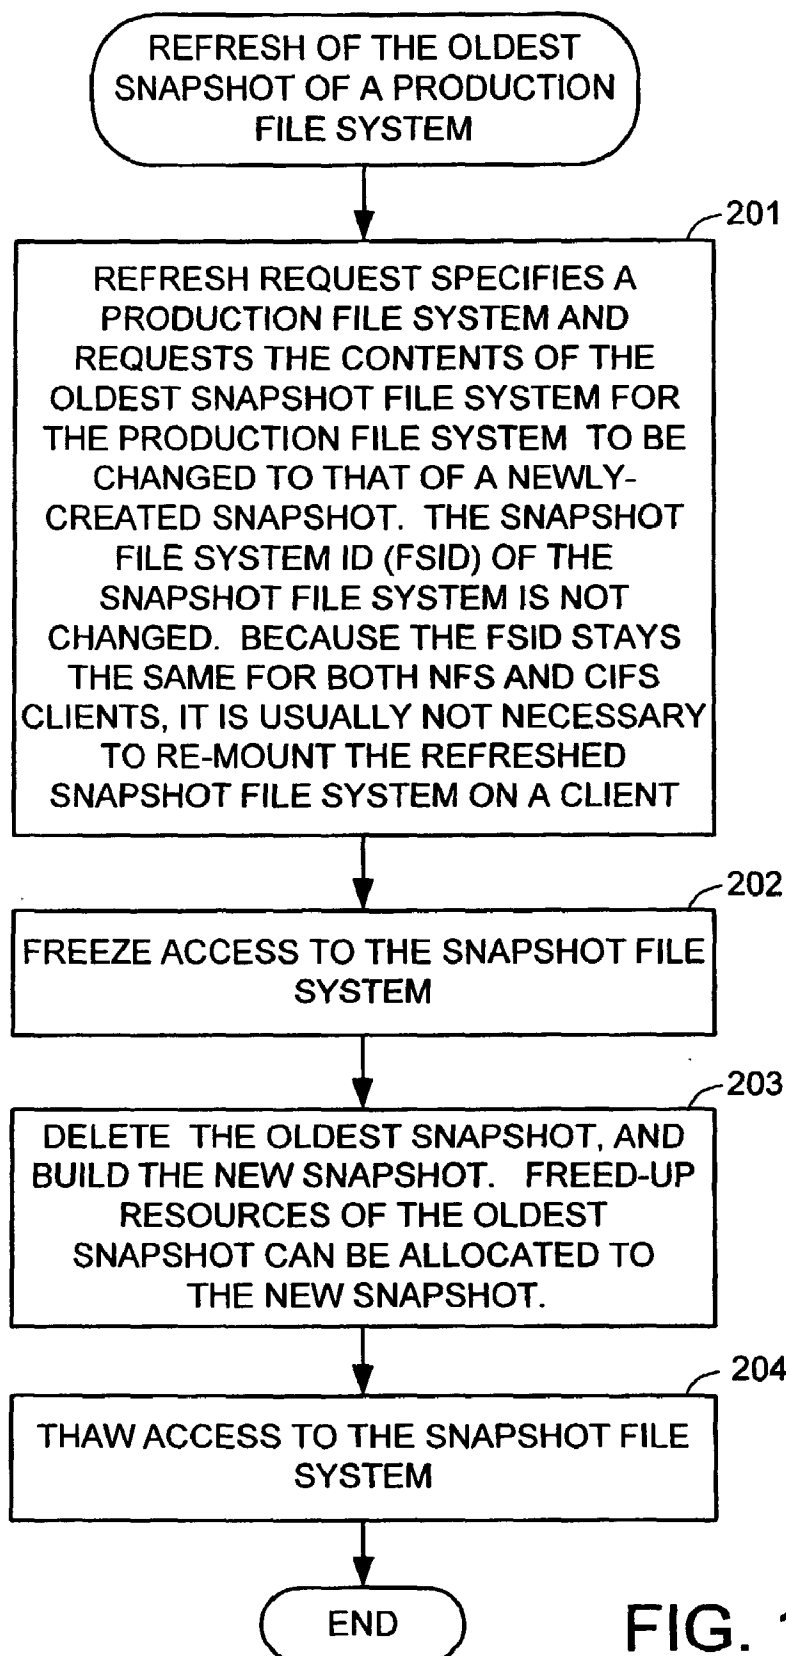 REFRESH OF THE OLDEST
SNAPSHOT OF A PRODUCTION
FILE SYSTEM
201
REFRESH REQUEST SPECIFIES A
PRODUCTION FILE SYSTEM AND
REQUESTS THE CONTENTS OF THE
OLDEST SNAPSHOT FILE SYSTEM FOR
THE PRODUCTION FILE SYSTEM TO BE
CHANGED TO THAT OF A NEWLY-
CREATED SNAPSHOT. THE SNAPSHOT
FILE SYSTEM ID (FSID) OF THE
SNAPSHOT FILE SYSTEM IS NOT
CHANGED. BECAUSE THE FSID STAYS
THE SAME FOR BOTH NFS AND CIFS
CLIENTS, IT IS USUALLY NOT NECESSARY
TO RE-MOUNT THE REFRESHED
SNAPSHOT FILE SYSTEM ON A CLIENT
202
FREEZE ACCESS TO THE SNAPSHOT FILE
SYSTEM
203
DELETE THE OLDEST SNAPSHOT, AND
BUILD THE NEW SNAPSHOT. FREED-UP
RESOURCES OF THE OLDEST
SNAPSHOT CAN BE ALLOCATED TO
THE NEW SNAPSHOT.
204
THAW ACCESS TO THE SNAPSHOT FILE
SYSTEM
END
FIG.